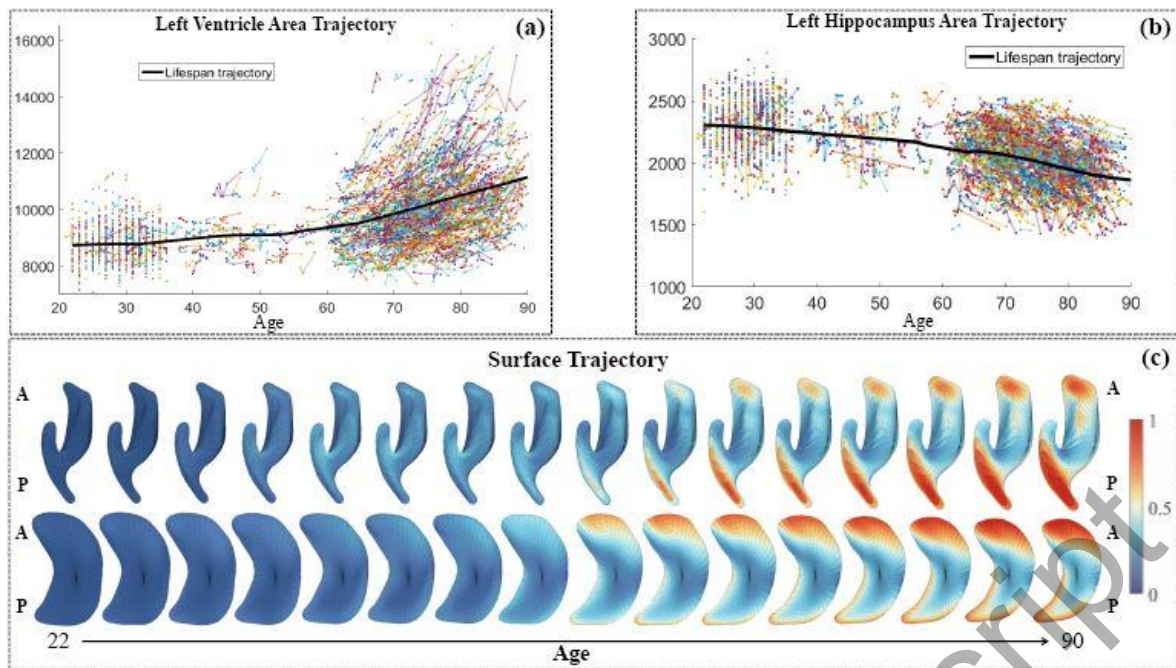 Left Ventricle Area Trajectory
(a)
16000
14000
12000
10000
8000
Lifespan trajectory
20 30 40 50 60 70 80 90
Age
Left Hippocampus Area Trajectory
(b)
3000
2500
2000
1500
1000
Lifespan trajectory
20 30 40 50 60 70 80 90
Age
Surface Trajectory
(c)
A A
P P
1
0.5
0
A A
P P
22 90
Age
script